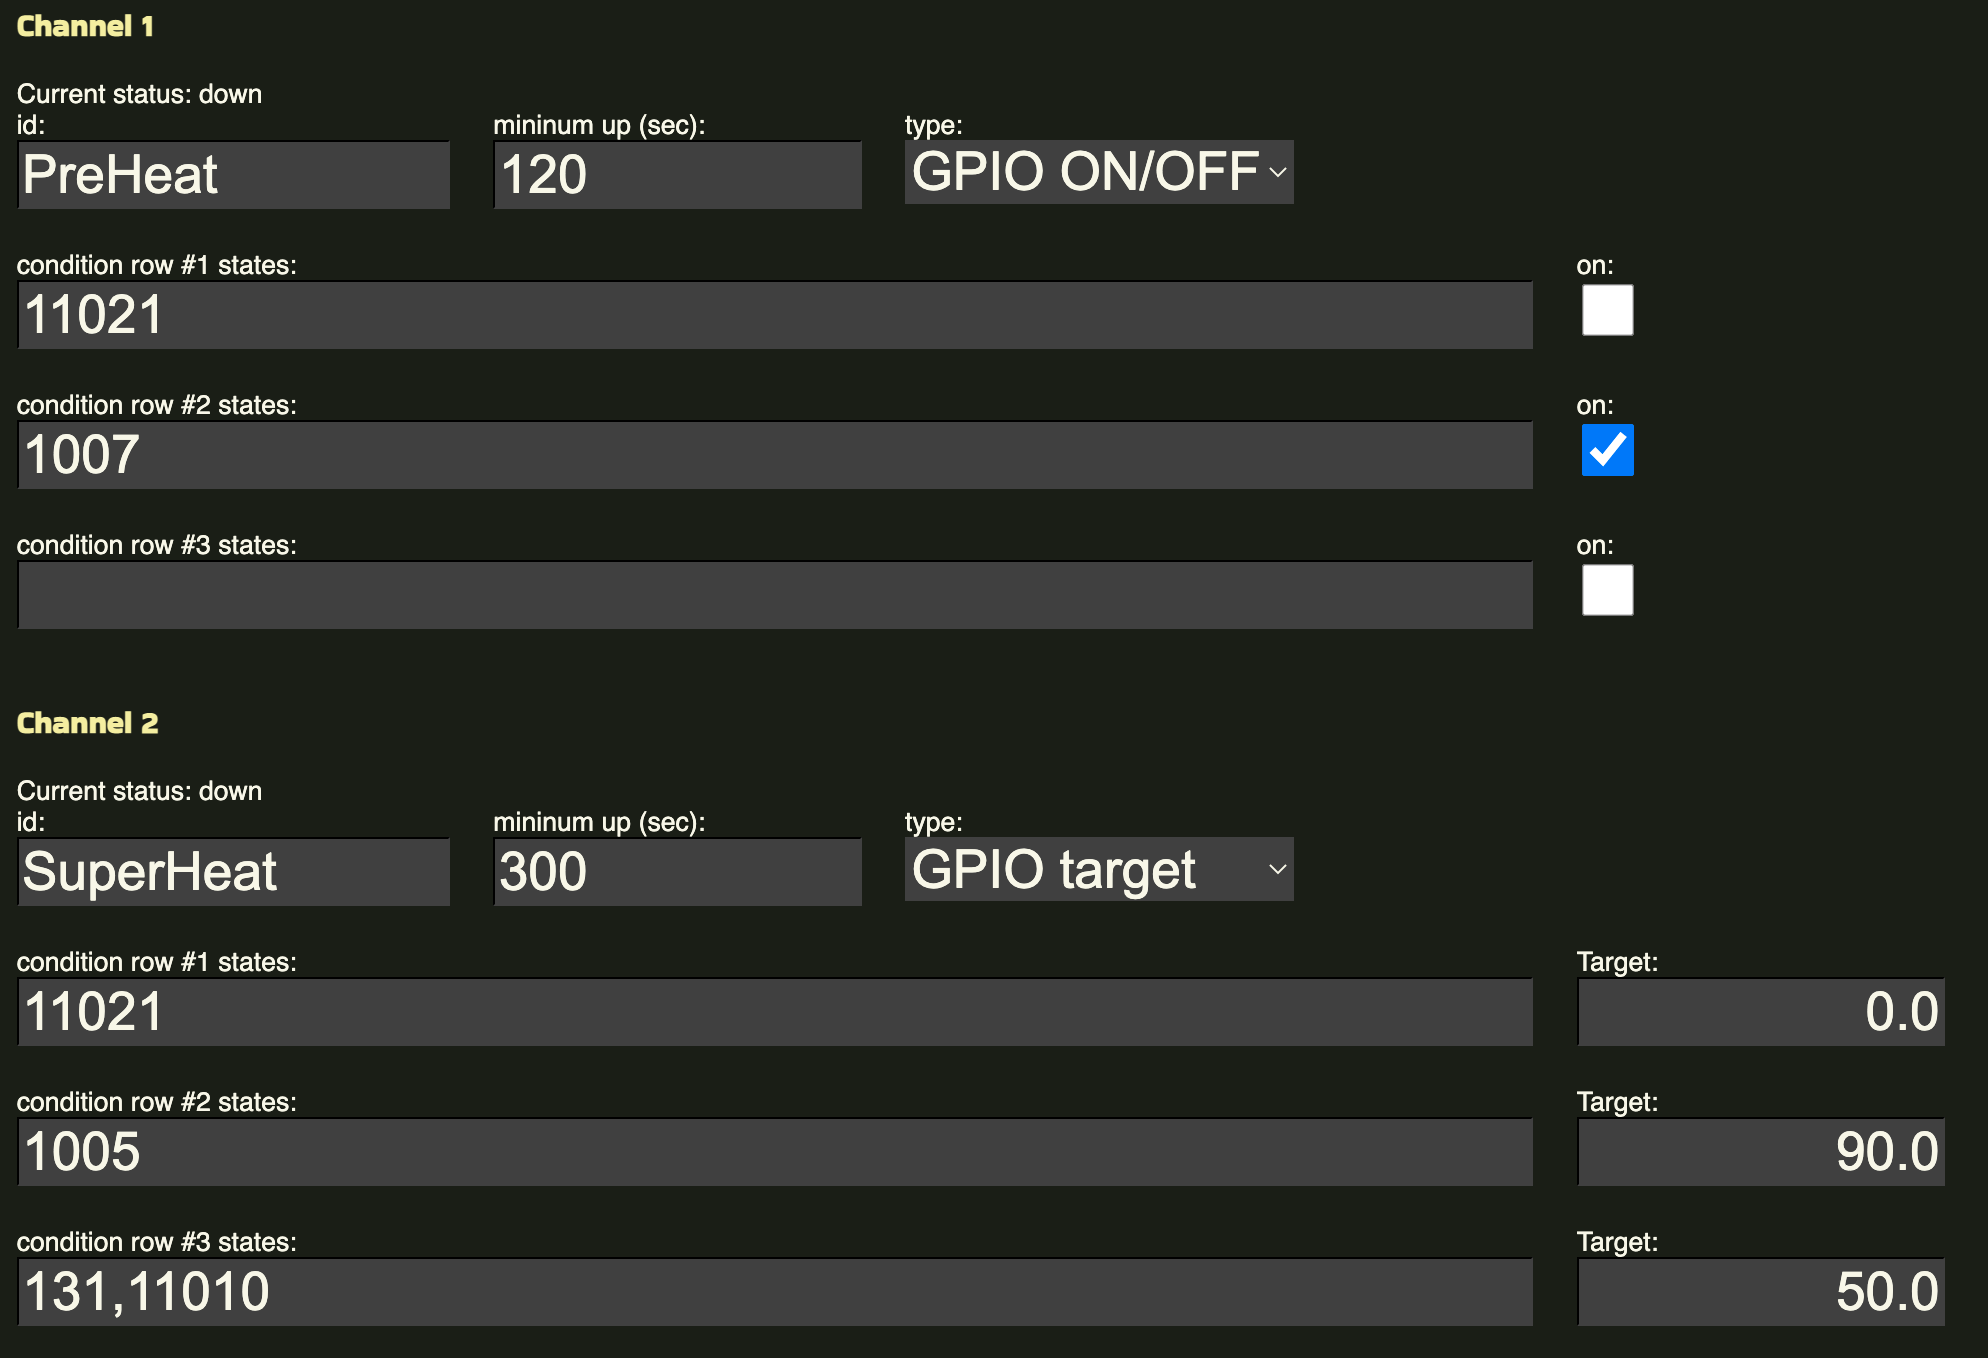 Channel 1
Current status: down
id: mininum up (sec): type:
PreHeat 120 GPIO ON/OFF
condition row #1 states: on:
11021
condition row #2 states: on:
1007
condition row #3 states: on:
Channel 2
Current status: down
id: mininum up (sec): type:
SuperHeat 300 GPIO target
condition row #1 states: Target:
11021 0.0
condition row #2 states: Target:
1005 90.0
condition row #3 states: Target:
131,11010 50.0